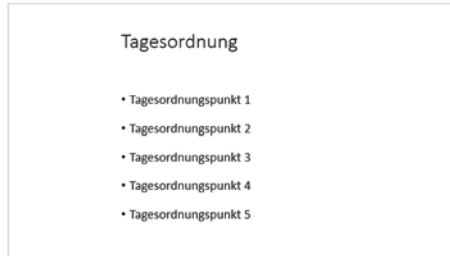 Tagesordnung
• Tagesordnungspunkt 1
• Tagesordnungspunkt 2
• Tagesordnungspunkt 3
• Tagesordnungspunkt 4
• Tagesordnungspunkt 5